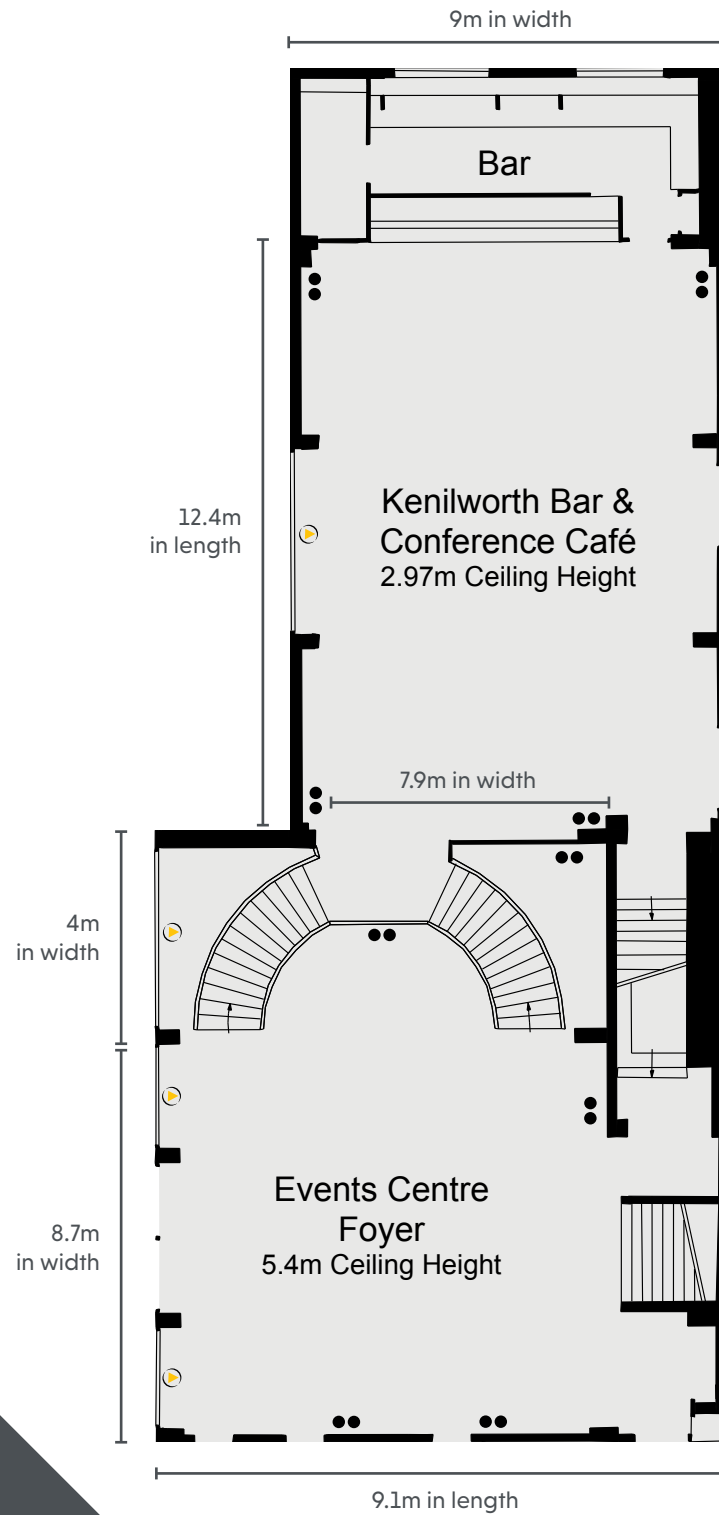 9m in width
Bar
12.4m
in length
Kenilworth Bar &
Conference Café
2.97m Ceiling Height
7.9m in width
4m
in width
8.7m
in width
Events Centre
Foyer
5.4m Ceiling Height
9.1m in length